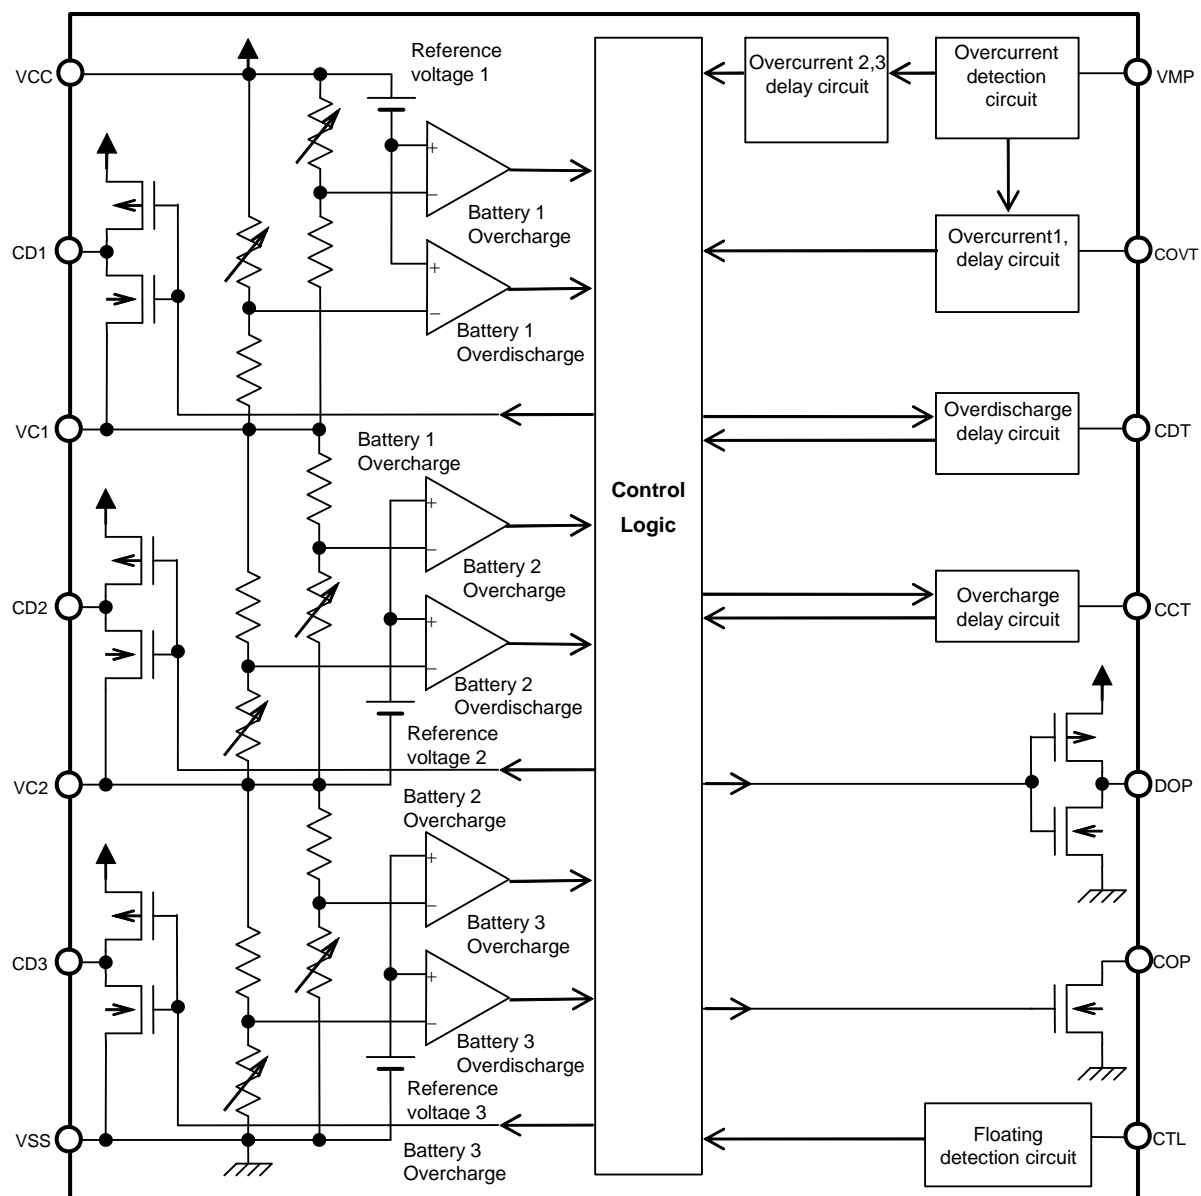 Reference
voltage 1
VCC
Overcurrent 2,3
delay circuit
Overcurrent
detection
circuit
VMP
+
−
Battery 1
Overcharge
CD1
+
−
Battery 1
Overdischarge
Overcurrent1,
delay circuit
COVT
VC1
Battery 1
Overcharge
Overdischarge
delay circuit
CDT
+
−
Control
Logic
Battery 2
Overcharge
CD2
+
−
Battery 2
Overdischarge
Overcharge
delay circuit
CCT
Reference
voltage 2
VC2
Battery 2
Overcharge
DOP
+
−
Battery 3
Overcharge
CD3
+
−
Battery 3
Overdischarge
COP
Reference
voltage 3
VSS
Battery 3
Overcharge
Floating
detection circuit
CTL